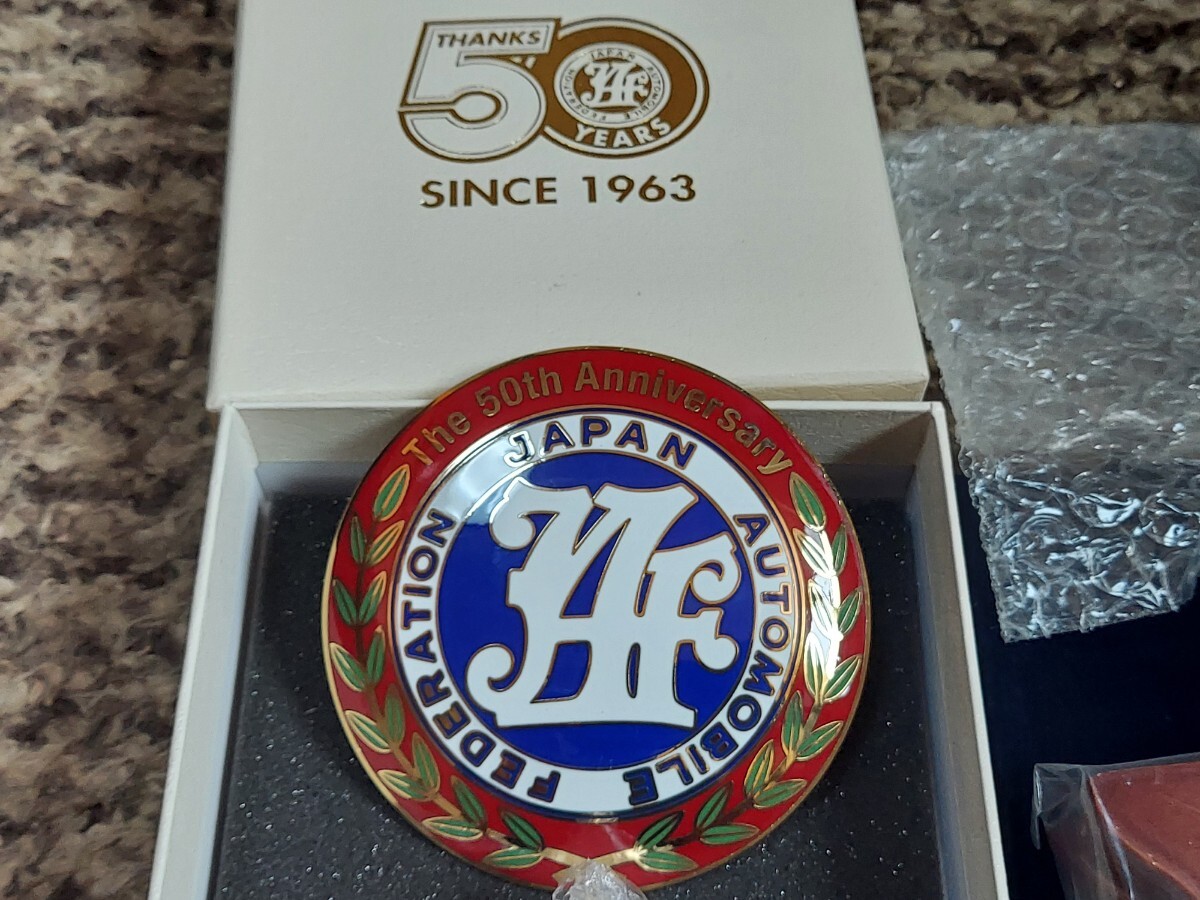 THANKS
50
JAPAN AUTOMOBILE FEDERATION
JAF
YEARS
SINCE 1963
The 50th Anniversary
JAPAN AUTOMOBILE FEDERATION
JAF